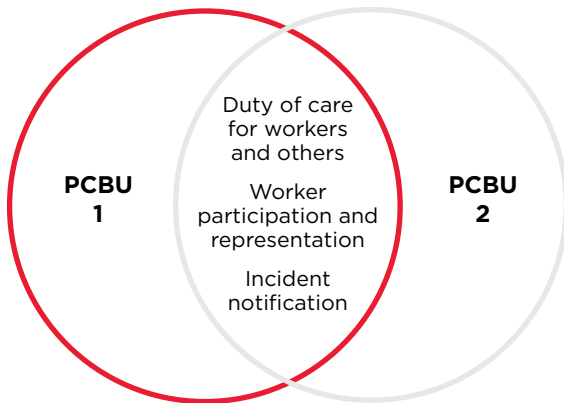 Duty of care
for workers
and others
PCBU
1
Worker
participation and
representation
PCBU
2
Incident
notification